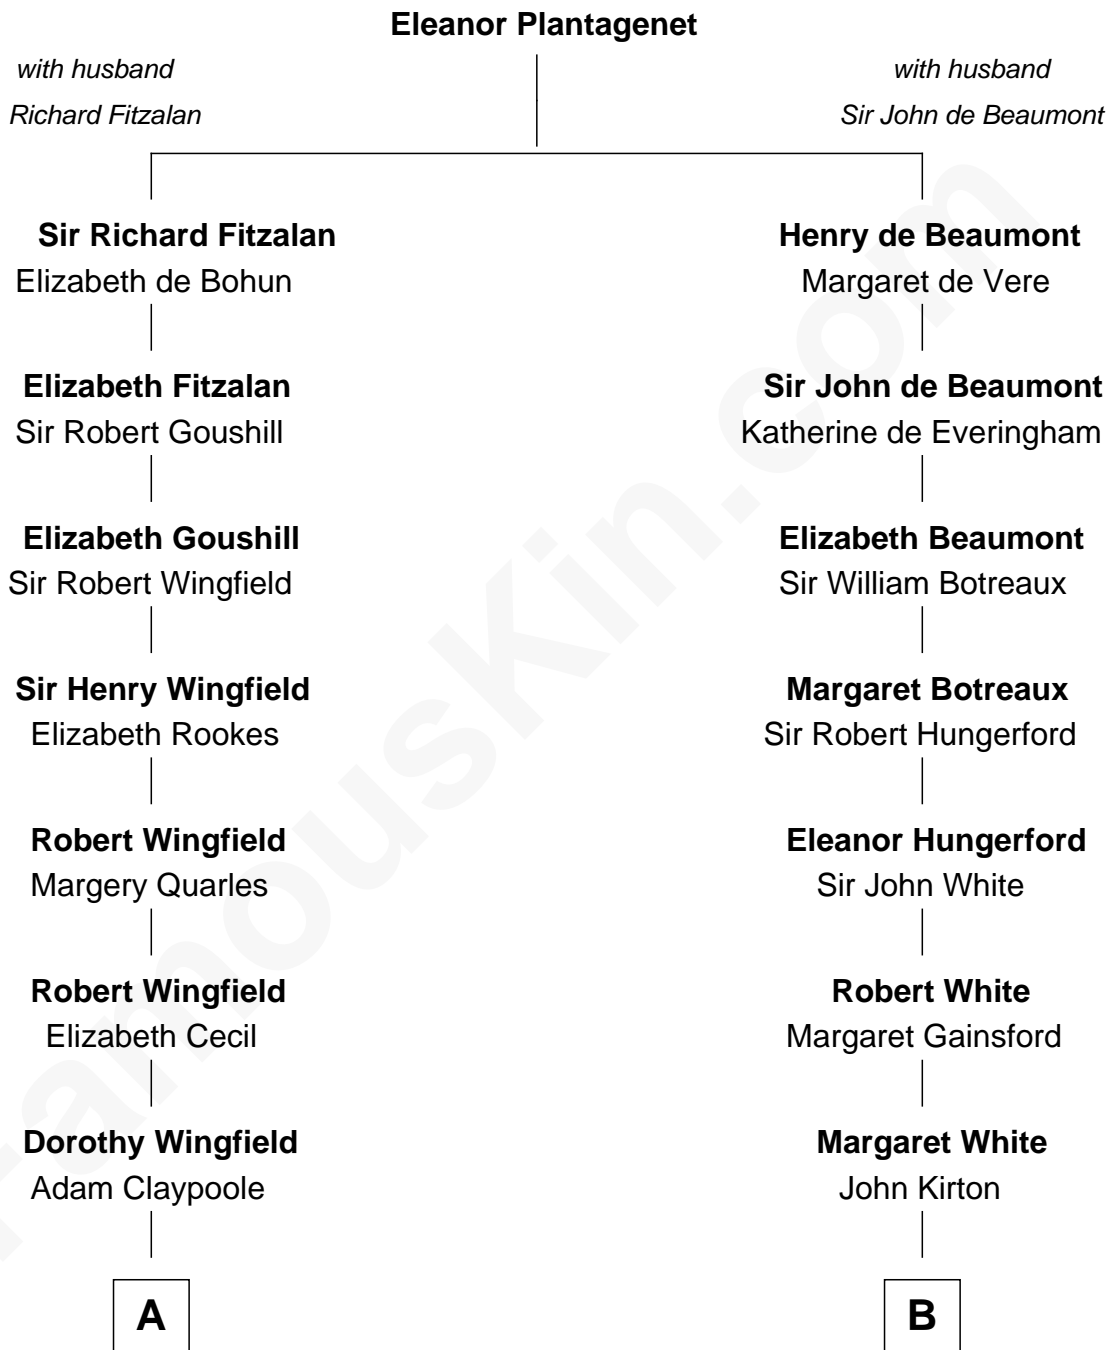 Eleanor Plantagenet
with husband
Richard Fitzalan
with husband
Sir John de Beaumont
Sir Richard Fitzalan
Elizabeth de Bohun
Henry de Beaumont
Margaret de Vere
Elizabeth Fitzalan
Sir Robert Goushill
Sir John de Beaumont
Katherine de Everingham
Elizabeth Goushill
Sir Robert Wingfield
Elizabeth Beaumont
Sir William Botreaux
Sir Henry Wingfield
Elizabeth Rookes
Margaret Botreaux
Sir Robert Hungerford
Robert Wingfield
Margery Quarles
Eleanor Hungerford
Sir John White
Robert Wingfield
Elizabeth Cecil
Robert White
Margaret Gainsford
Dorothy Wingfield
Adam Claypoole
Margaret White
John Kirton
A
B
FamousKin.com